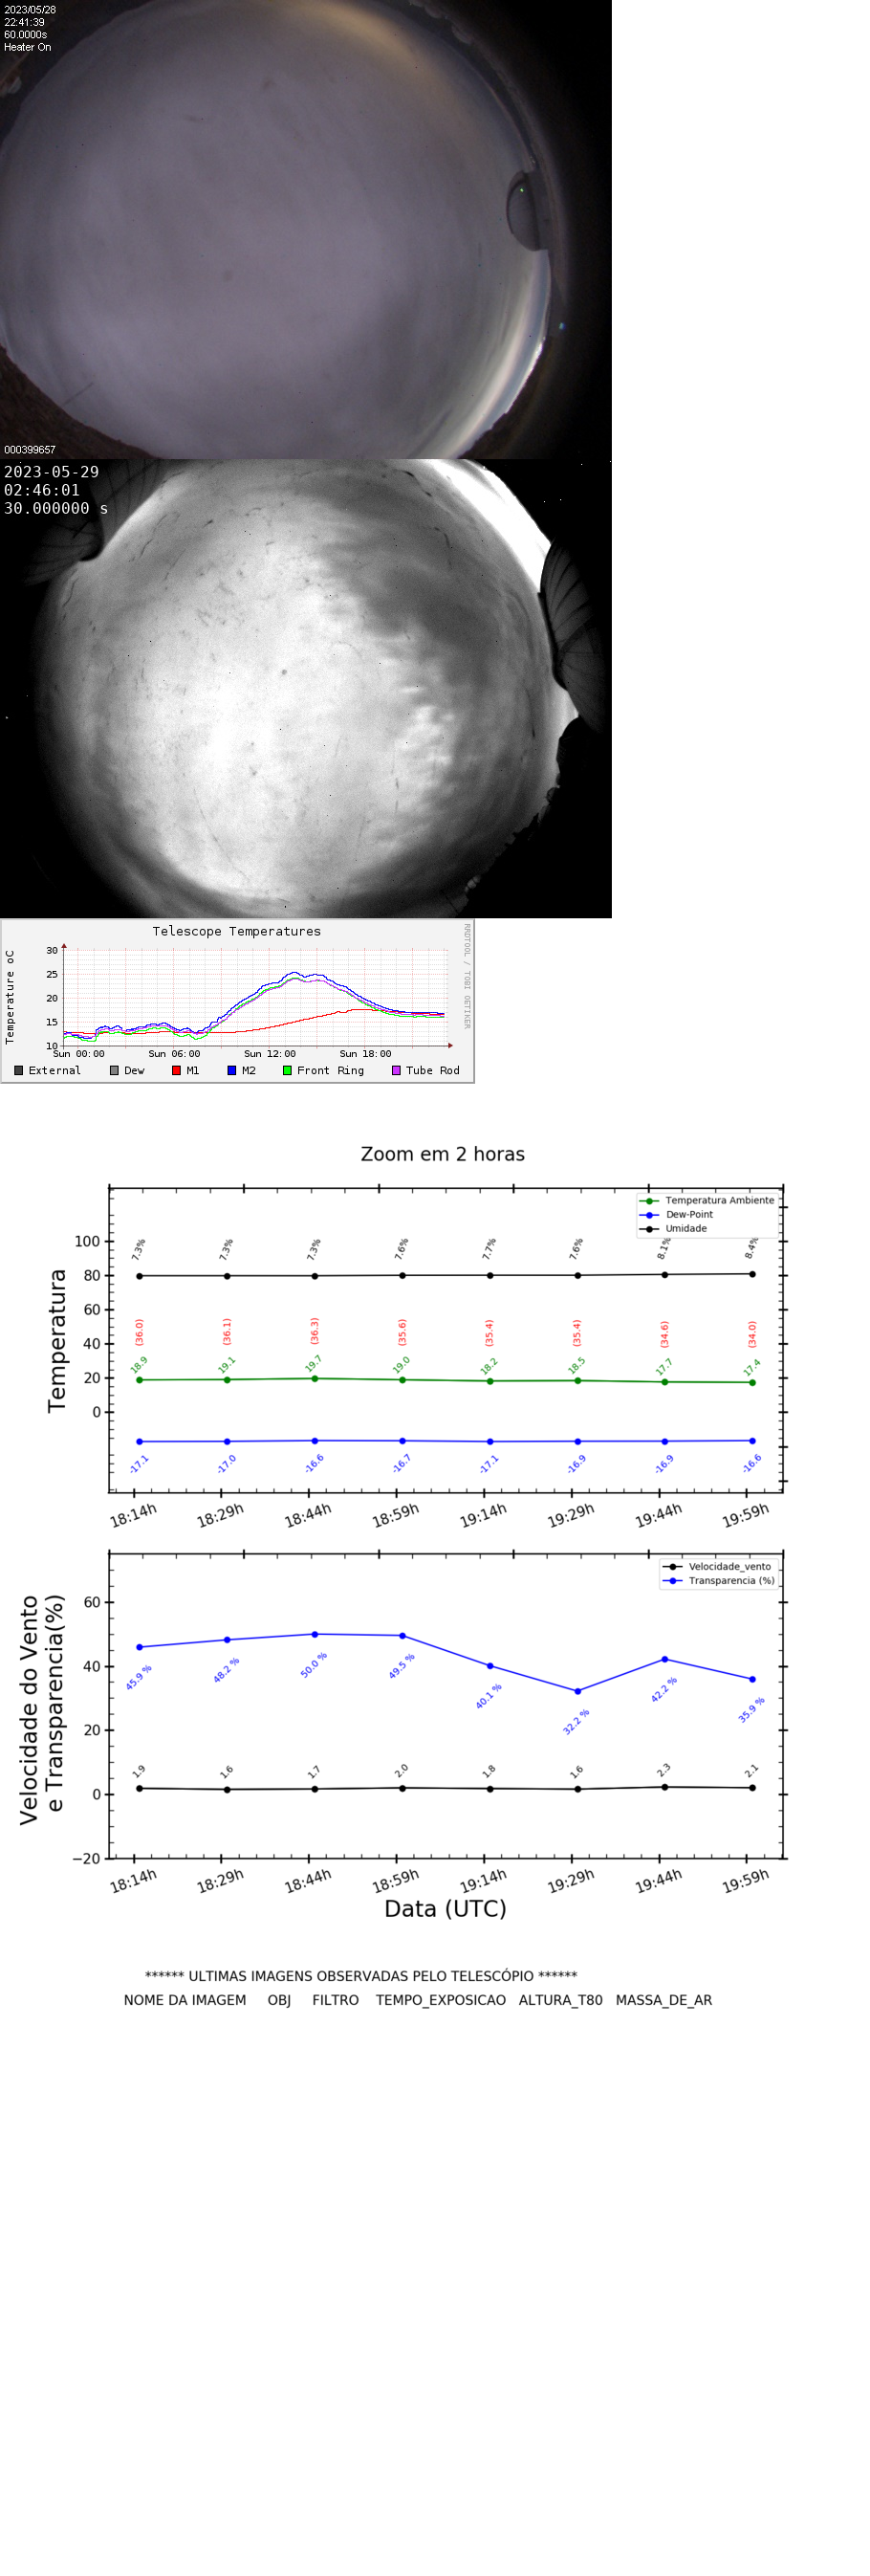 2023/05/28
22:41:39
60.0000s
Heater On
000399657
2023-05-29
02:46:01
30.000000 s
Telescope Temperatures
RRDTOOL / TOBI OETIKER
Temperature oC
30
25
20
15
10
Sun 00:00 Sun 06:00 Sun 12:00 Sun 18:00
External Dew M1 M2 Front Ring Tube Rod
Zoom em 2 horas
Temperatura Ambiente
Dew-Point
Umidade
Temperatura
100
80
60
40
20
0
7.3% 7.3% 7.3% 7.6% 7.7% 7.6% 8.1% 8.4%
(36.0) (36.1) (36.3) (35.6) (35.4) (35.4) (34.6) (34.0)
18.9 19.1 19.7 19.0 18.2 18.5 17.7 17.4
-17.1 -17.0 -16.6 -16.7 -17.1 -16.9 -16.9 -16.6
18:14h 18:29h 18:44h 18:59h 19:14h 19:29h 19:44h 19:59h
Velocidade_vento
Transparencia (%)
Velocidade do Vento
e Transparencia(%)
60
40
20
0
−20
45.9 % 48.2 % 50.0 % 49.5 % 40.1 % 32.2 % 42.2 % 35.9 %
1.9 1.6 1.7 2.0 1.8 1.6 2.3 2.1
18:14h 18:29h 18:44h 18:59h 19:14h 19:29h 19:44h 19:59h
Data (UTC)
****** ULTIMAS IMAGENS OBSERVADAS PELO TELESCÓPIO ******
NOME DA IMAGEM OBJ FILTRO TEMPO_EXPOSICAO ALTURA_T80 MASSA_DE_AR